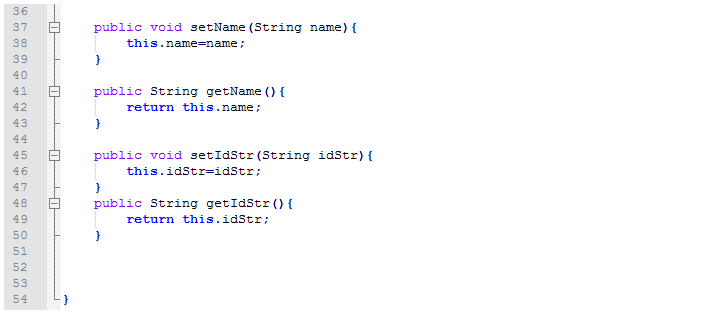 36
37 public void setName(String name){
38 this.name=name;
39 }
40
41 public String getName(){
42 return this.name;
43 }
44
45 public void setIdStr(String idStr){
46 this.idStr=idStr;
47 }
48 public String getIdStr(){
49 return this.idStr;
50 }
51
52
53
54 }